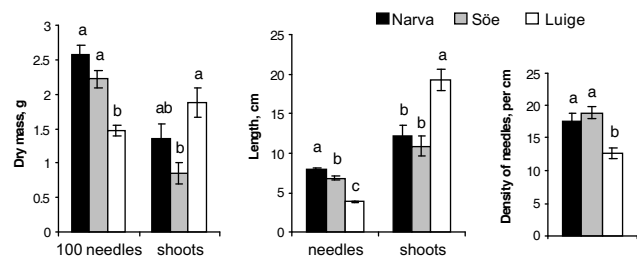 Narva Söe Luige
Dry mass, g
3
2.5
2
1.5
1
0.5
0
a a b ab b a
100 needles shoots
Length, cm
25
20
15
10
5
0
a b c b b a
needles shoots
Density of needles, per cm
25
20
15
10
5
0
a a b